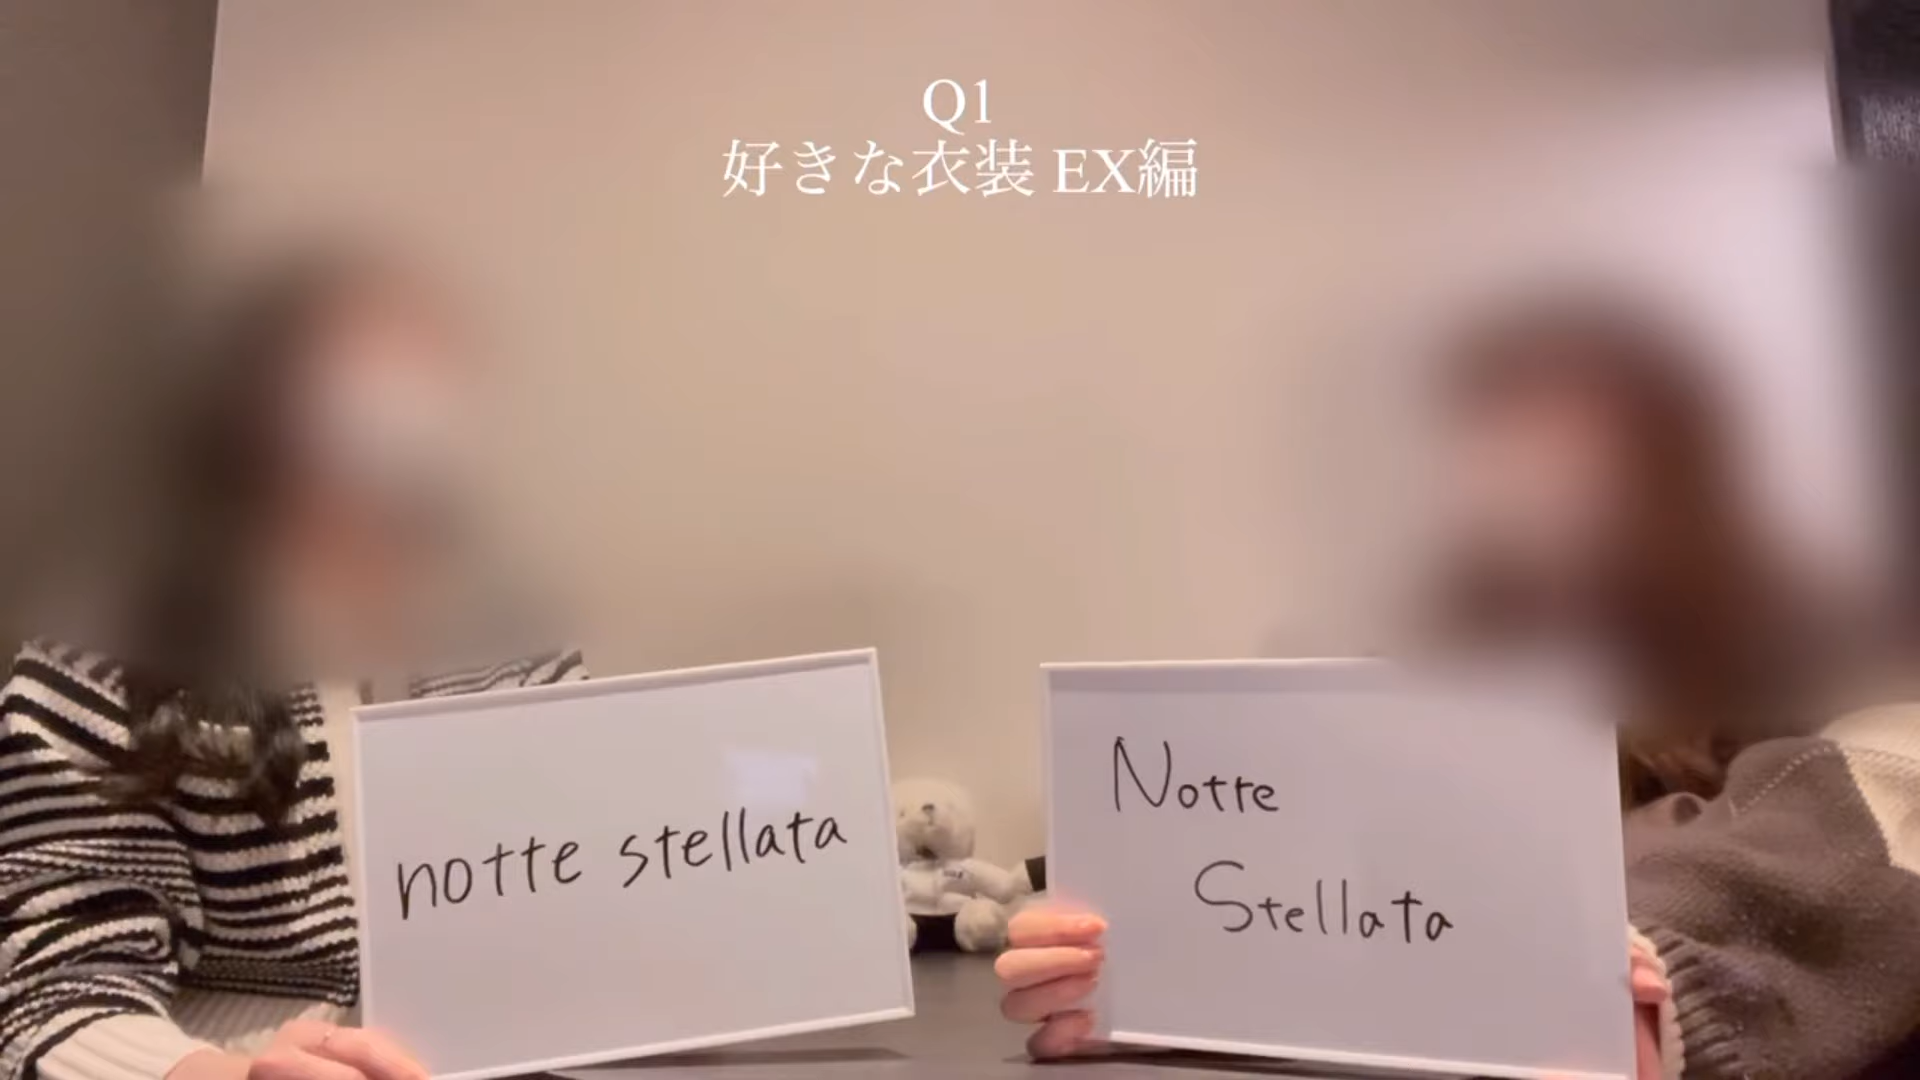 Q1
好きな衣装 EX編
notte stellata
Notte
Stellata